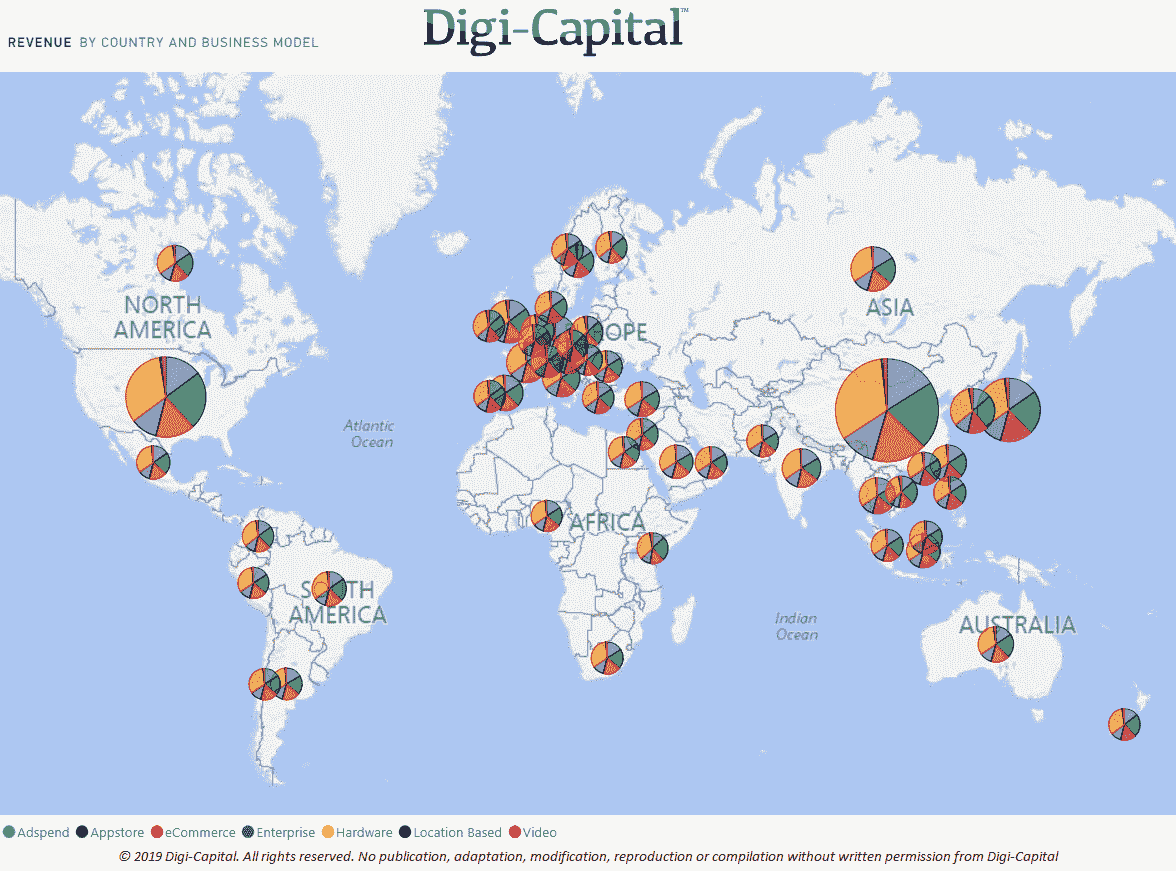 Digi-Capital™
REVENUE BY COUNTRY AND BUSINESS MODEL
NORTH
AMERICA
ASIA
OPE
Atlantic
Ocean
AFRICA
S TH
AMERICA
Indian
Ocean
AUSTRALIA
Adspend Appstore eCommerce Enterprise Hardware Location Based Video
© 2019 Digi-Capital. All rights reserved. No publication, adaptation, modification, reproduction or compilation without written permission from Digi-Capital